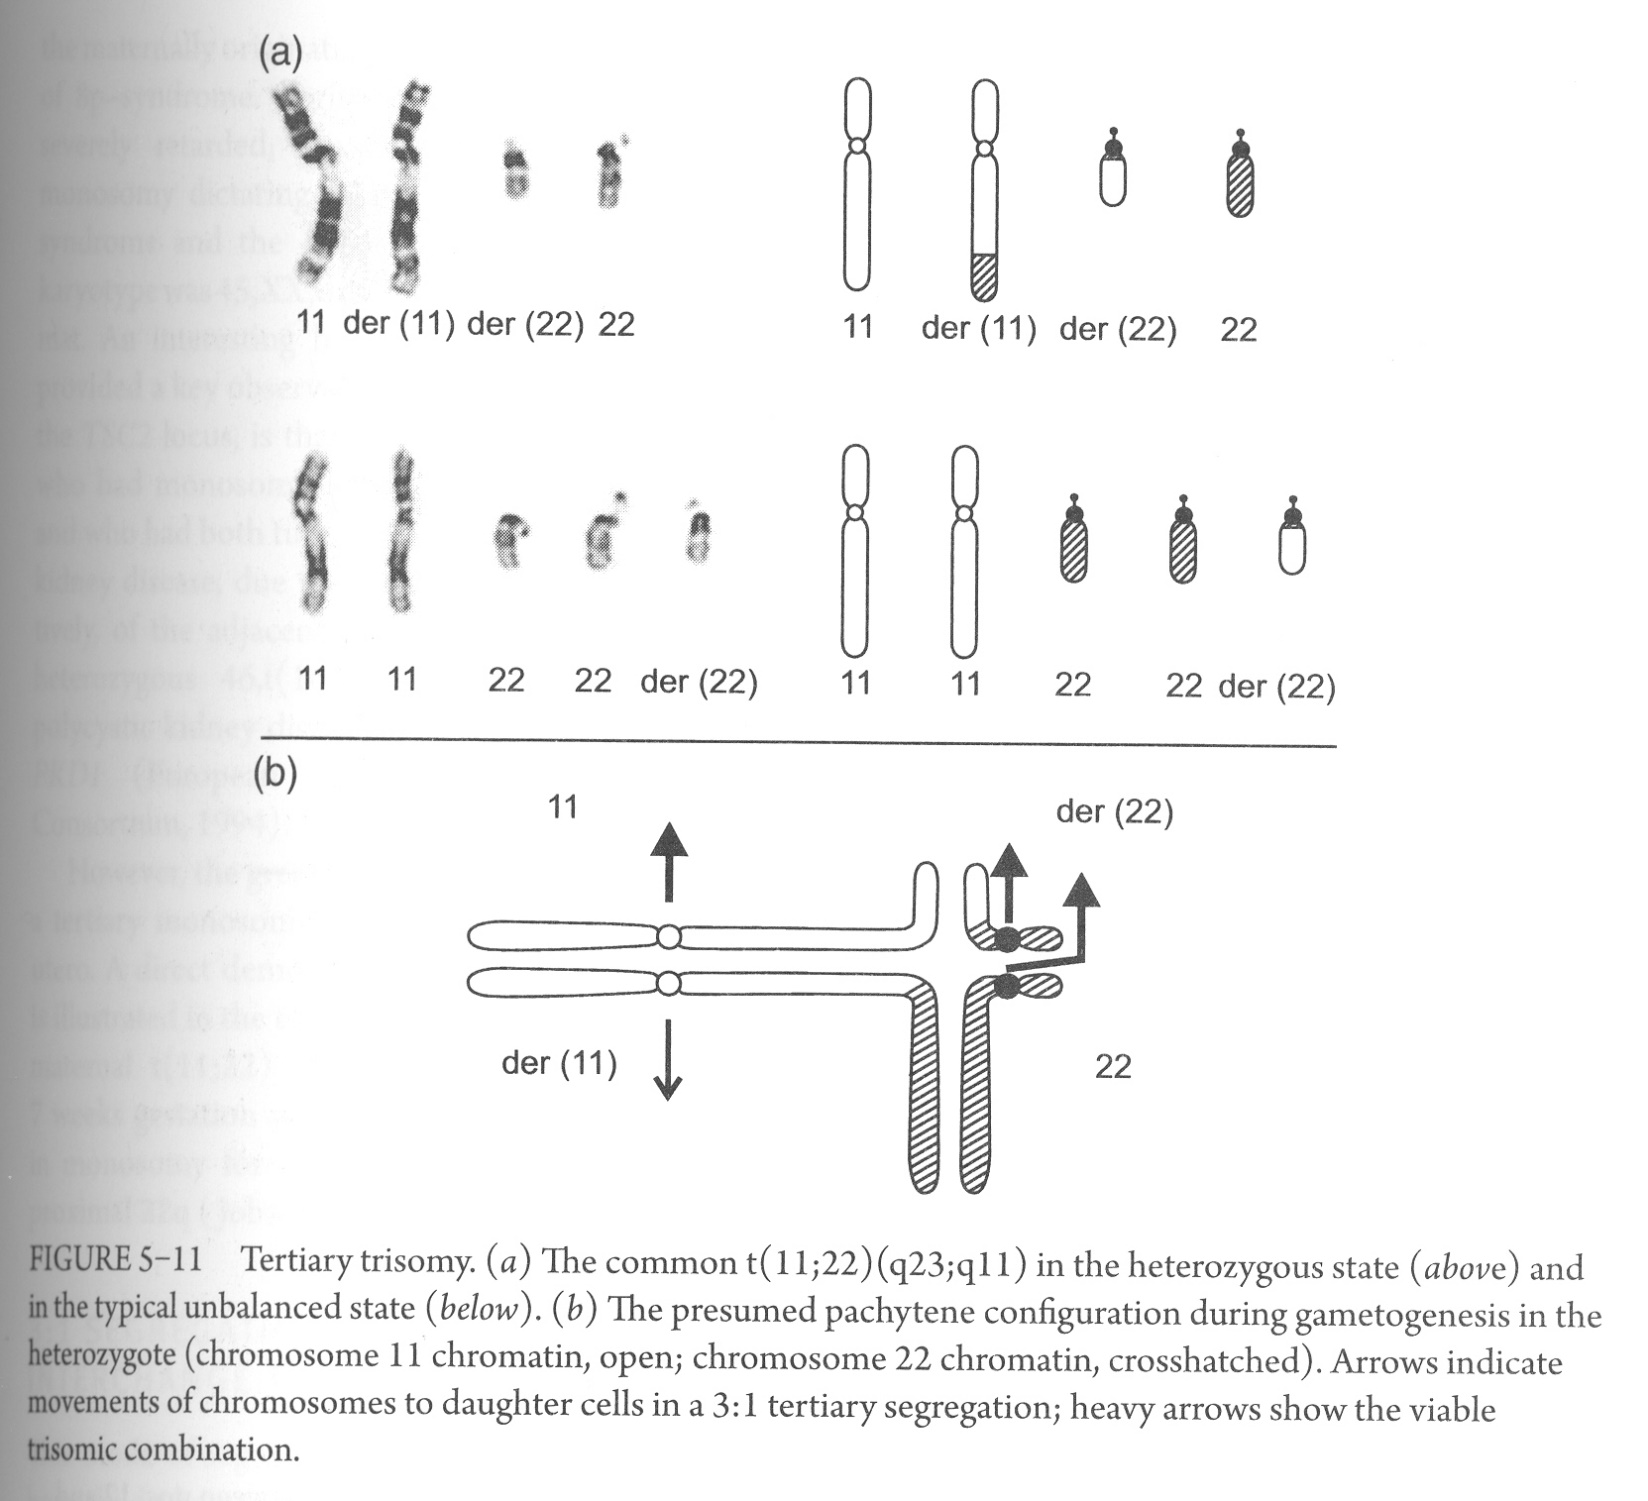 (a)
11 der (11) der (22) 22
11 der (11) der (22) 22
11 11 22 22 der (22)
11 11 22 22 der (22)
(b)
11 der (22)
der (11) 22
FIGURE 5–11 Tertiary trisomy. (a) The common t(11;22)(q23;q11) in the heterozygous state (above) and
in the typical unbalanced state (below). (b) The presumed pachytene configuration during gametogenesis in the
heterozygote (chromosome 11 chromatin, open; chromosome 22 chromatin, crosshatched). Arrows indicate
movements of chromosomes to daughter cells in a 3:1 tertiary segregation; heavy arrows show the viable
trisomic combination.